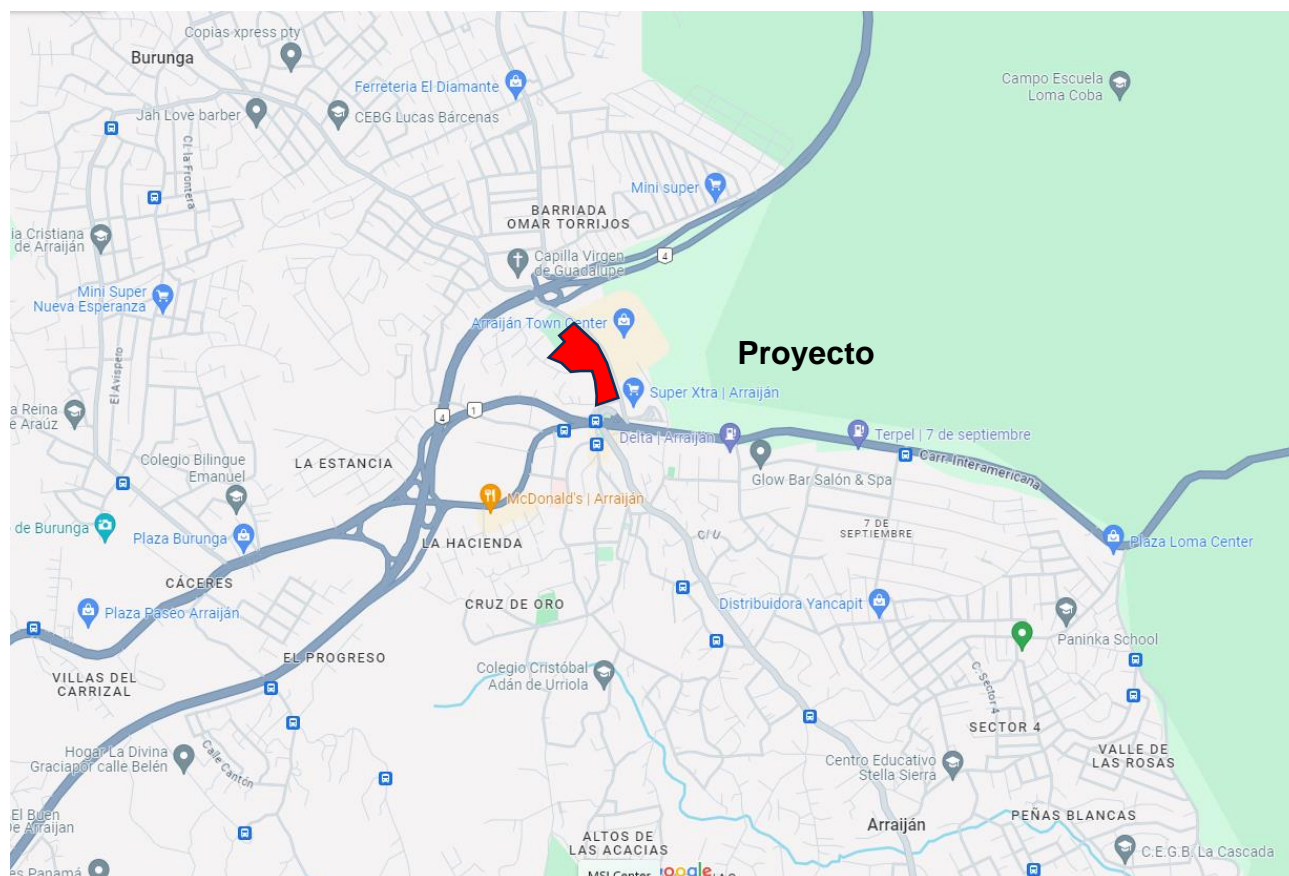 Copias xpress pty
Burunga
Ferreteria El Diamante
Campo Escuela
Loma Coba
Jah Love barber
CEBG Lucas Bárcenas
Cl. la Frontera
Mini super
BARRIADA
OMAR TORRIJOS
ia Cristiana
de Arraiján
4
Capilla Virgen
de Guadalupe
Mini Super
Nueva Esperanza
Arraiján Town Center
Proyecto
El Avispero
Super Xtra | Arraiján
a Reina
e Araúz
4
1
Delta | Arraiján
Terpel | 7 de septiembre
Carr. Interamericana
Colegio Bilingue
Emanuel
LA ESTANCIA
Glow Bar Salón & Spa
McDonald's | Arraiján
o de Burunga
Plaza Burunga
7 DE
SEPTIEMBRE
C/U
LA HACIENDA
Plaza Loma Center
CÁCERES
CRUZ DE ORO
Distribuidora Yancapit
Plaza Paseo Arraiján
Paninka School
EL PROGRESO
Colegio Cristóbal
Adán de Urriola
VILLAS DEL
CARRIZAL
C. Sector 4
SECTOR 4
Hogar La Divina
Graciapor calle Belén
Calle Cantón
VALLE DE
LAS ROSAS
Centro Educativo
Stella Sierra
El Buen
De Arraijan
Arraiján
PEÑAS BLANCAS
ALTOS DE
LAS ACACIAS
C.E.G.B. La Cascada
es Panamá
MSI Center
oogle